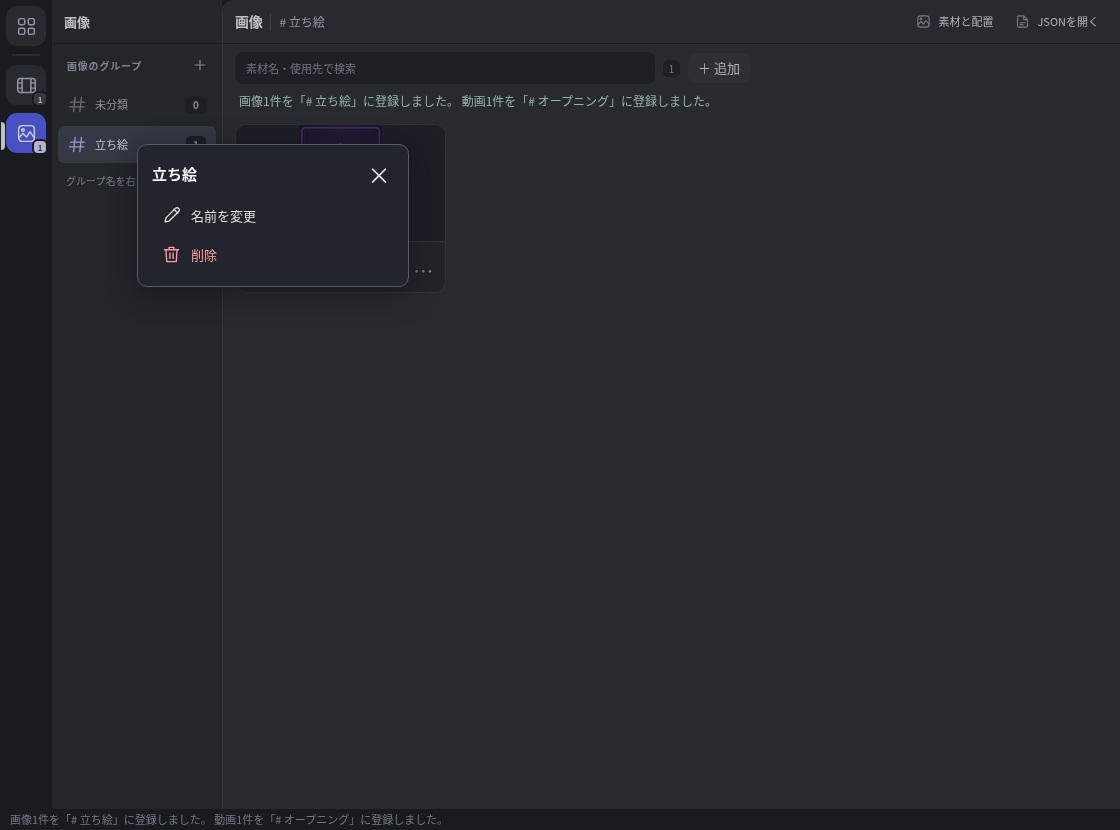 画像
画像 # 立ち絵
素材と配置
JSONを開く
画像のグループ
素材名・使用先で検索
1
追加
1
画像1件を「# 立ち絵」に登録しました。 動画1件を「# オープニング」に登録しました。
未分類 0
立ち絵
1
グループ名を右
立ち絵
名前を変更
削除
画像1件を「# 立ち絵」に登録しました。 動画1件を「# オープニング」に登録しました。